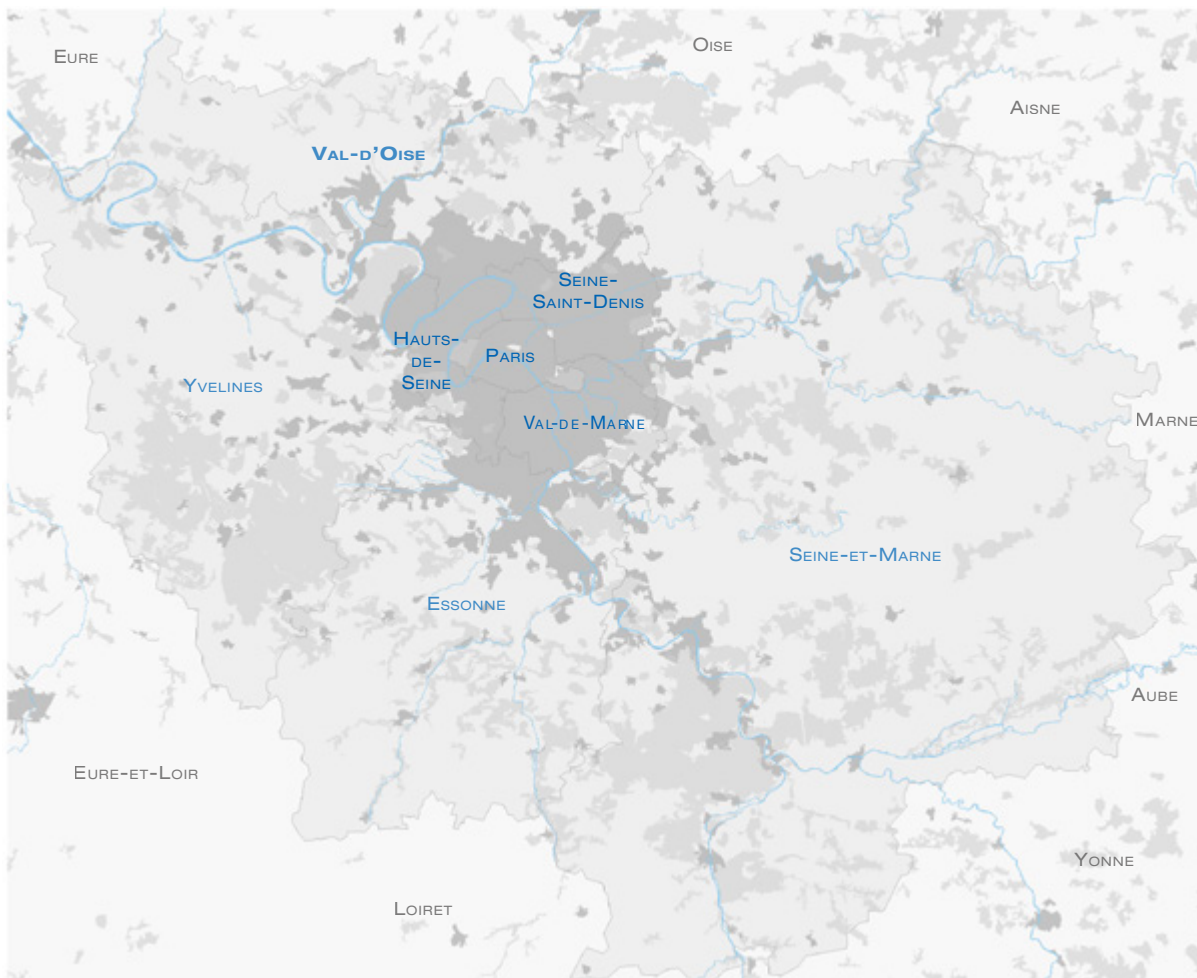 Oise
Eure
Aisne
Val-d'Oise
Seine-
Saint-Denis
Hauts-
de-
Seine
Paris
Yvelines
Val-de-Marne
Marne
Seine-et-Marne
Essonne
Aube
Eure-et-Loir
Yonne
Loiret